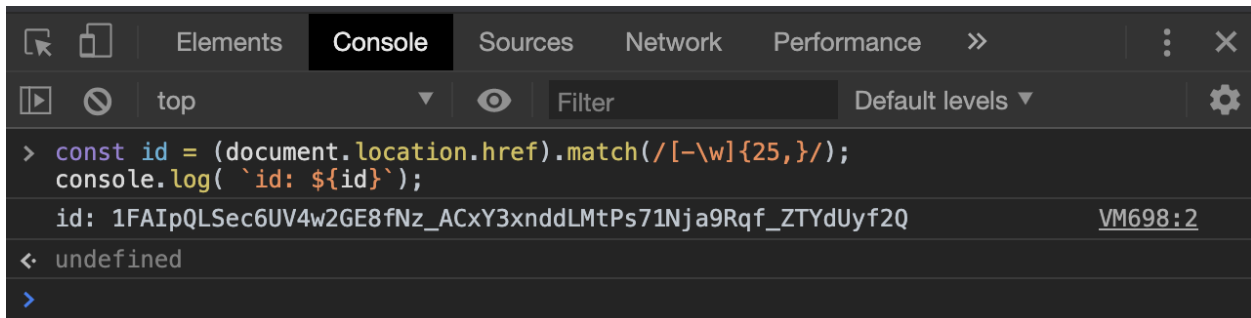 Elements Console Sources Network Performance »
top ▼ Filter Default levels ▼
> const id = (document.location.href).match(/[-\w]{25,}/);
console.log( `id: ${id}`);
id: 1FAIpQLSec6UV4w2GE8fNz_ACxY3xnddLMtPs71Nja9Rqf_ZTYdUyf2Q VM698:2
undefined
>